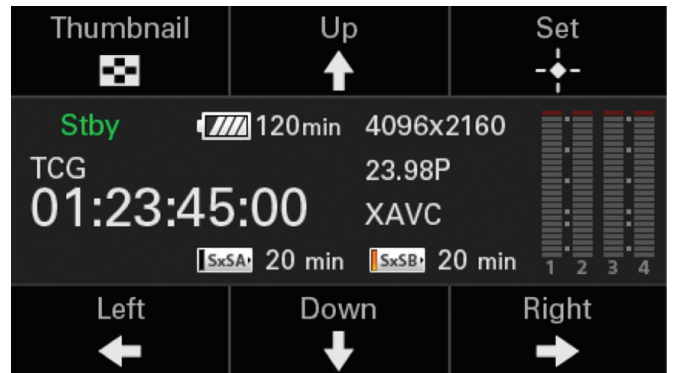 Thumbnail Up Set
Stby 120min 4096x2160
TCG 23.98P
01:23:45:00 XAVC
SxSA 20 min SxSB 20 min 1 2 3 4
Left Down Right